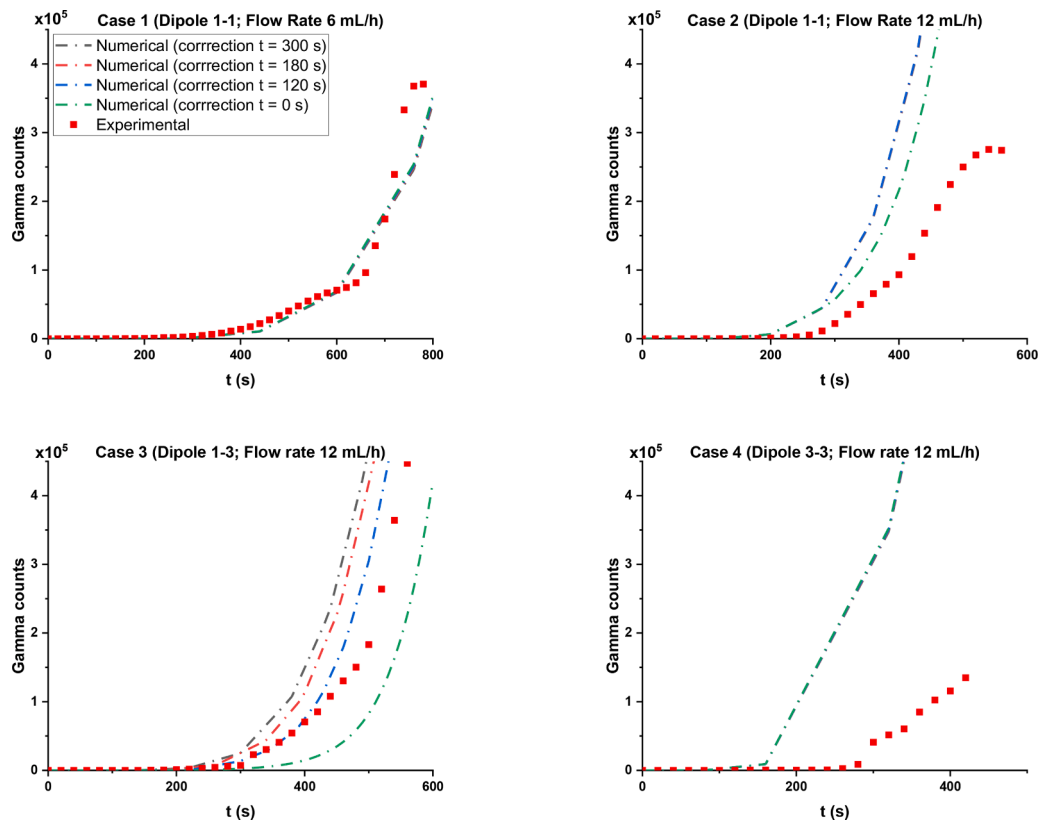 x10⁵ Case 1 (Dipole 1-1; Flow Rate 6 mL/h)
Numerical (corrrection t = 300 s)
Numerical (corrrection t = 180 s)
Numerical (corrrection t = 120 s)
Numerical (corrrection t = 0 s)
Experimental
4
3
2
1
0
Gamma counts
0 200 400 600 800
t (s)
x10⁵ Case 2 (Dipole 1-1; Flow Rate 12 mL/h)
4
3
2
1
0
Gamma counts
0 200 400 600
t (s)
x10⁵ Case 3 (Dipole 1-3; Flow rate 12 mL/h)
4
3
2
1
0
Gamma counts
0 200 400 600
t (s)
x10⁵ Case 4 (Dipole 3-3; Flow rate 12 mL/h)
4
3
2
1
0
Gamma counts
0 200 400
t (s)